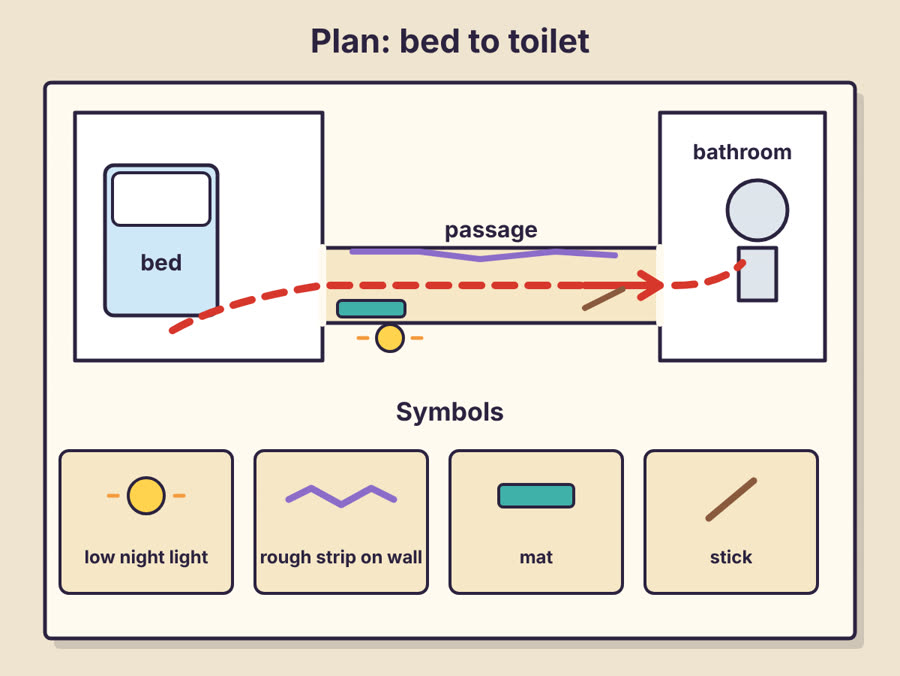 Plan: bed to toilet
bathroom
passage
bed
Symbols
low night light
rough strip on wall
mat
stick